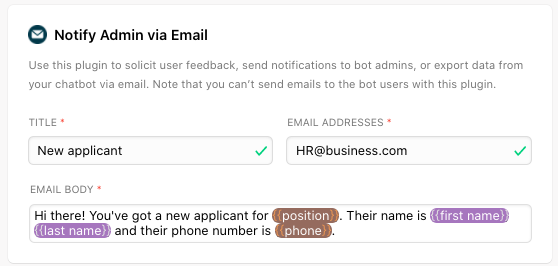 Notify Admin via Email
Use this plugin to solicit user feedback, send notifications to bot admins, or export data from
your chatbot via email. Note that you can't send emails to the bot users with this plugin.
TITLE *
EMAIL ADDRESSES *
New applicant
HR@business.com
EMAIL BODY *
Hi there! You've got a new applicant for {{position}}. Their name is {{first name}}
{{last name}} and their phone number is {{phone}}.